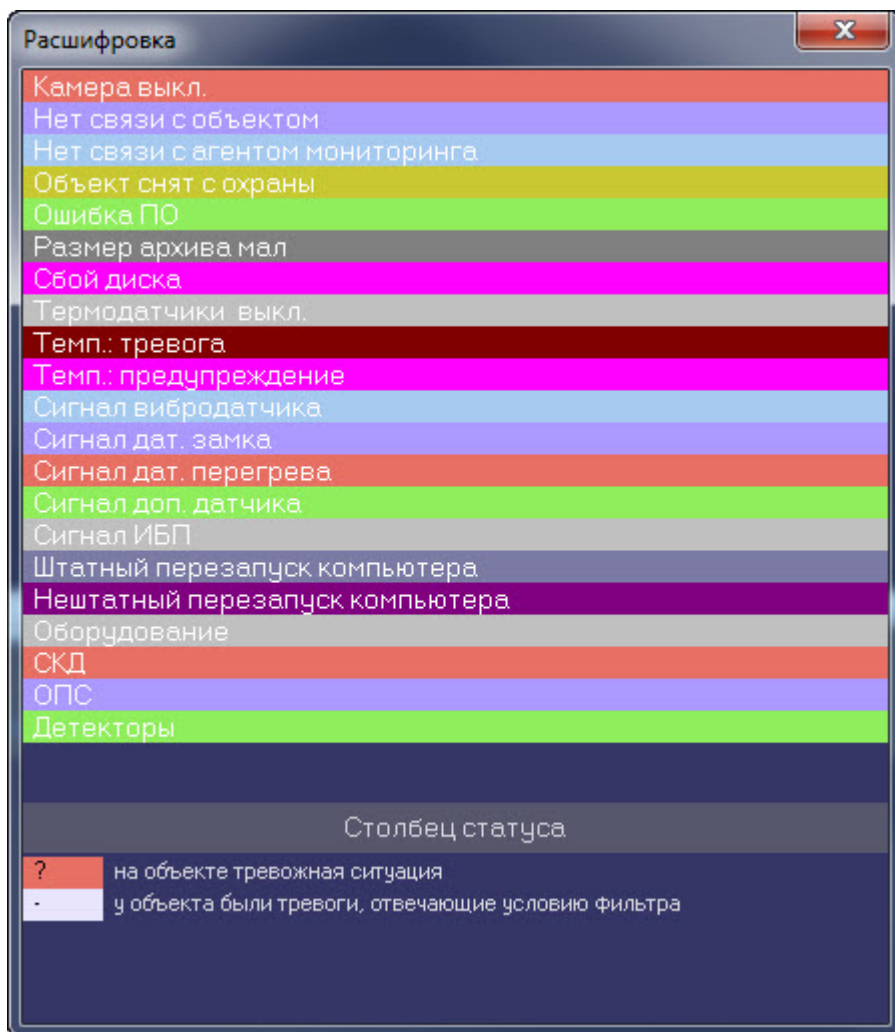 Расшифровка
Камера выкл.
Нет связи с объектом
Нет связи с агентом мониторинга
Объект снят с охраны
Ошибка ПО
Размер архива мал
Сбой диска
Термодатчики выкл.
Темп.: тревога
Темп.: предупреждение
Сигнал вибродатчика
Сигнал дат. замка
Сигнал дат. перегрева
Сигнал доп. датчика
Сигнал ИБП
Штатный перезапуск компьютера
Нештатный перезапуск компьютера
Оборудование
СКД
ОПС
Детекторы
Столбец статуса
? на объекте тревожная ситуация
- у объекта были тревоги, отвечающие условию фильтра